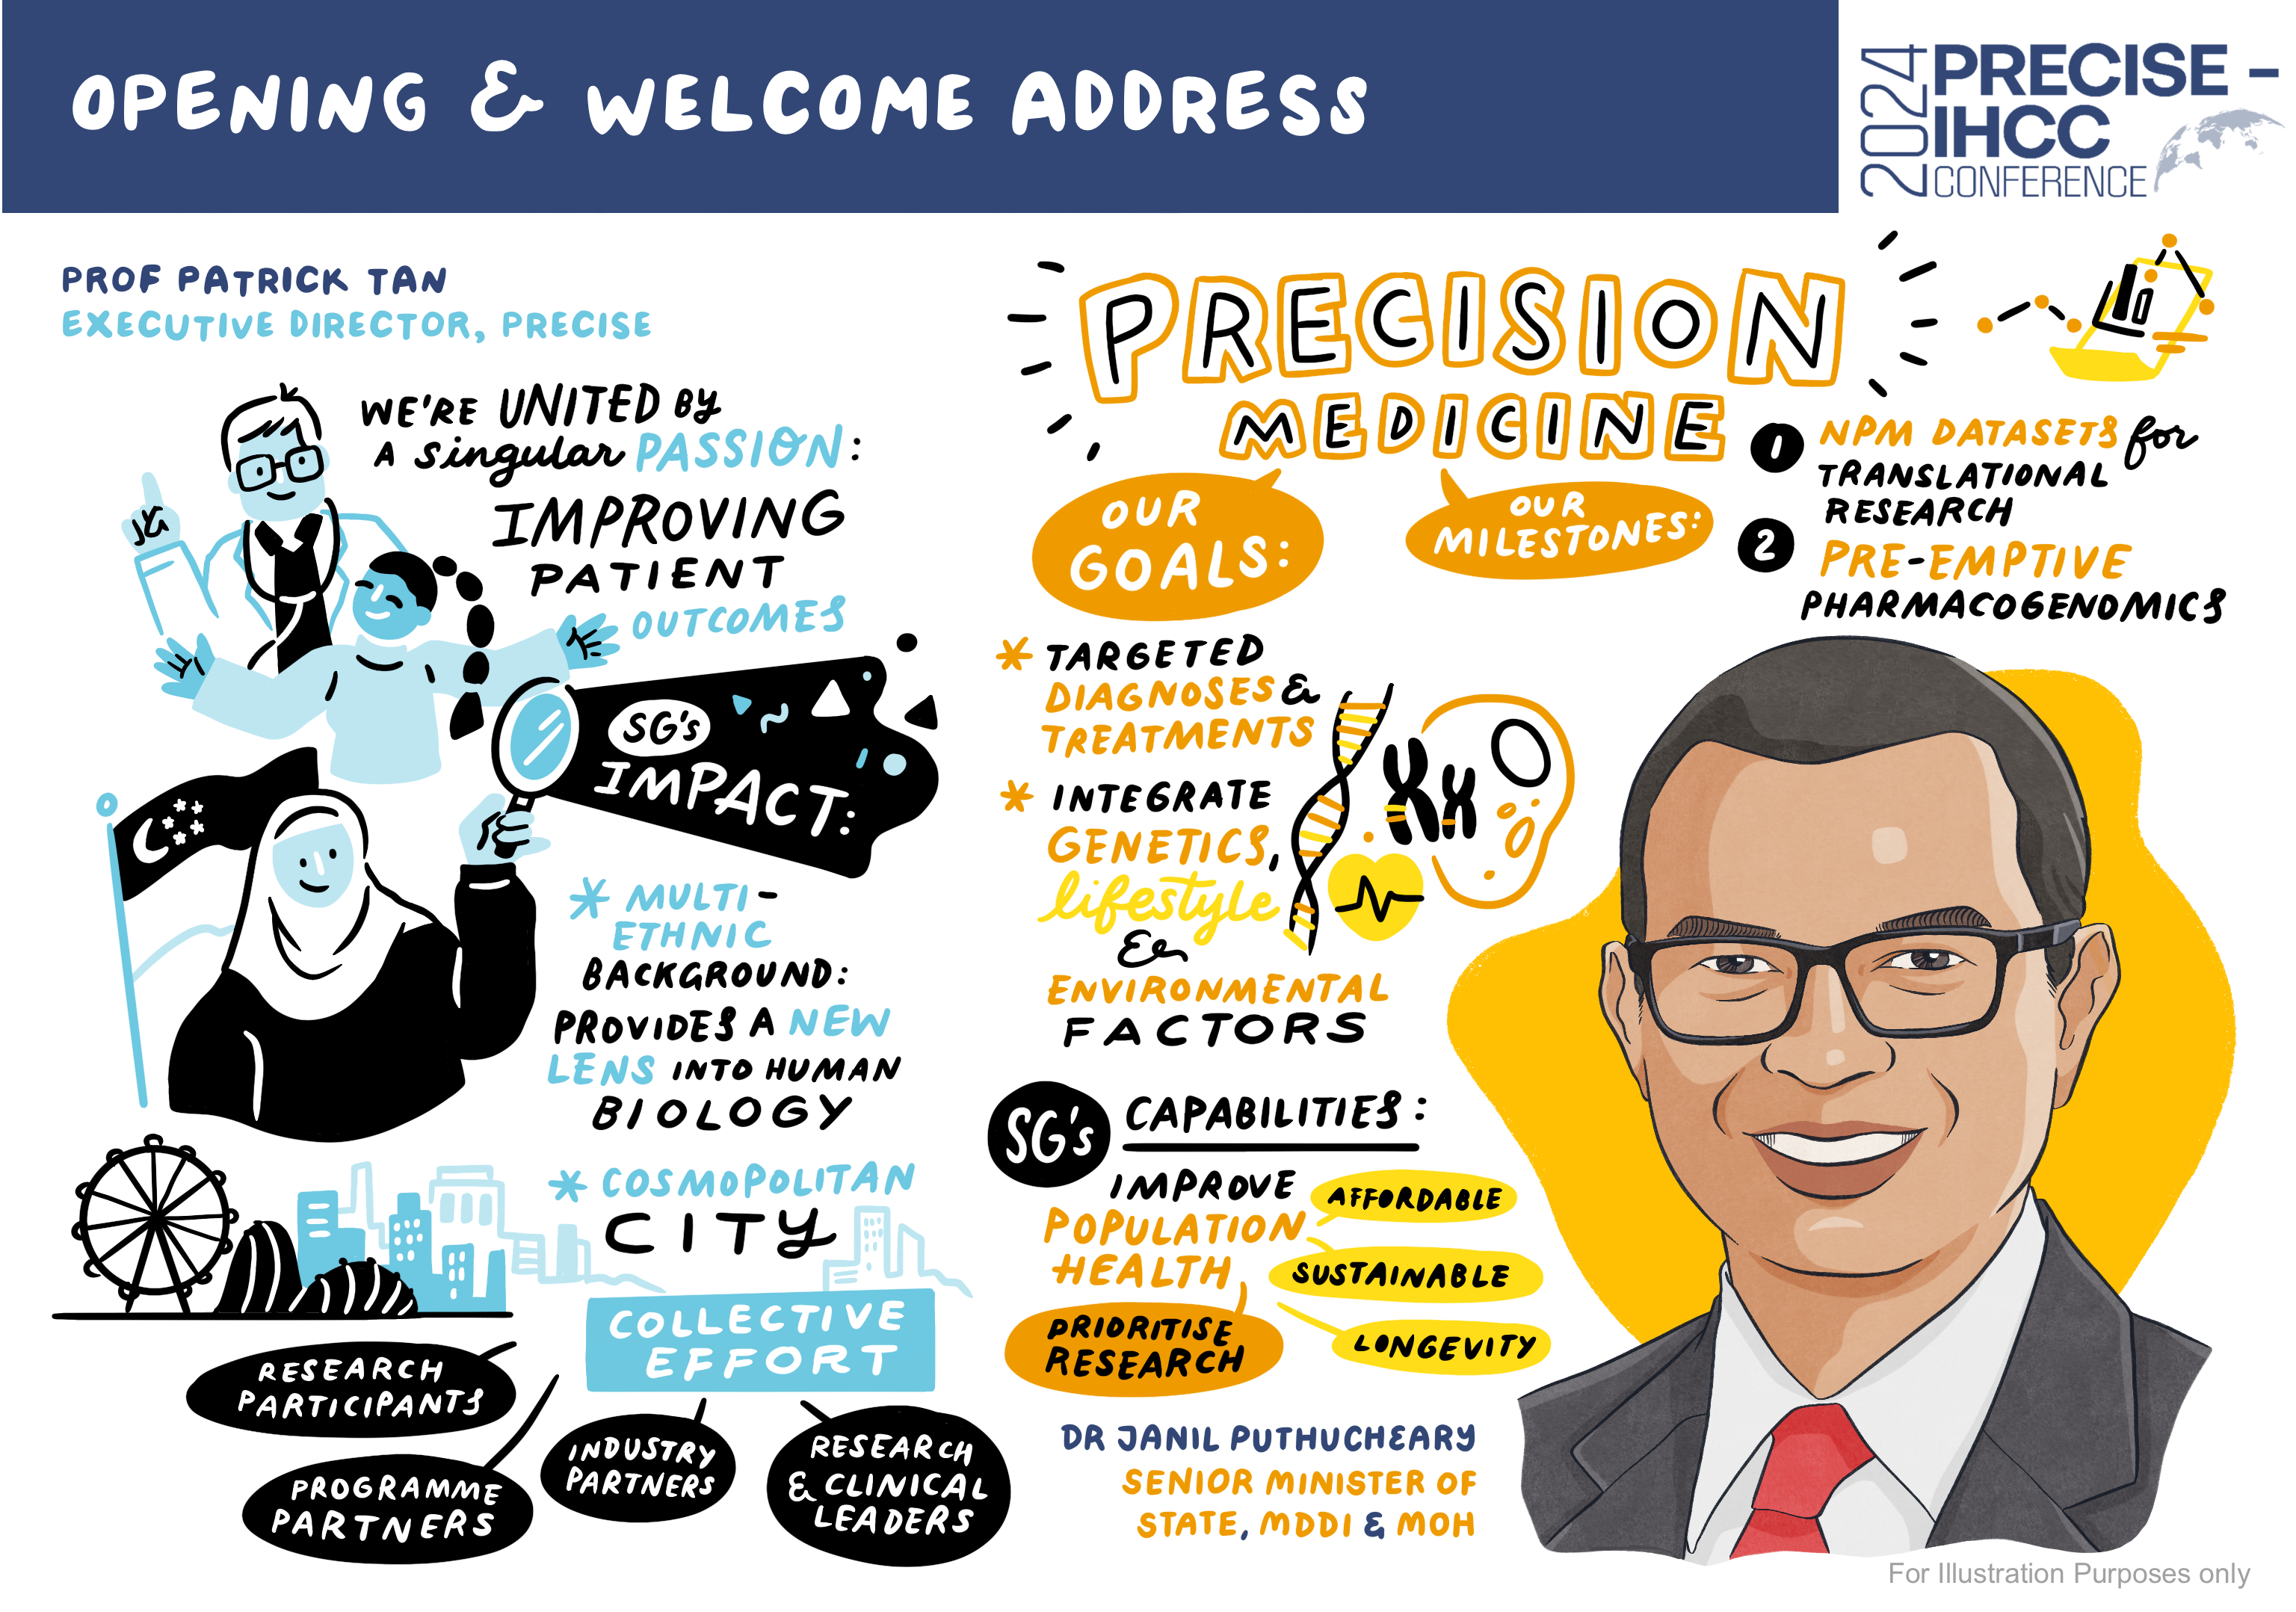 OPENING & WELCOME ADDRESS
2024
PRECISE –
IHCC
CONFERENCE
PROF PATRICK TAN
EXECUTIVE DIRECTOR, PRECISE
WE'RE UNITED BY
A singular PASSION:
IMPROVING
PATIENT
OUTCOMES
SG's
IMPACT:
* MULTI-
ETHNIC
BACKGROUND:
PROVIDES A NEW
LENS INTO HUMAN
BIOLOGY
* COSMOPOLITAN
CITY
COLLECTIVE
EFFORT
RESEARCH
PARTICIPANTS
PROGRAMME
PARTNERS
INDUSTRY
PARTNERS
RESEARCH
& CLINICAL
LEADERS
PRECISION
MEDICINE
OUR
GOALS:
* TARGETED
DIAGNOSES &
TREATMENTS
* INTEGRATE
GENETICS,
lifestyle
&
ENVIRONMENTAL
FACTORS
OUR
MILESTONES:
1 NPM DATASETS for
TRANSLATIONAL
RESEARCH
2 PRE-EMPTIVE
PHARMACOGENOMICS
SG's CAPABILITIES:
IMPROVE
POPULATION
HEALTH
AFFORDABLE
SUSTAINABLE
LONGEVITY
PRIORITISE
RESEARCH
DR JANIL PUTHUCHEARY
SENIOR MINISTER OF
STATE, MDDI & MOH
For Illustration Purposes only